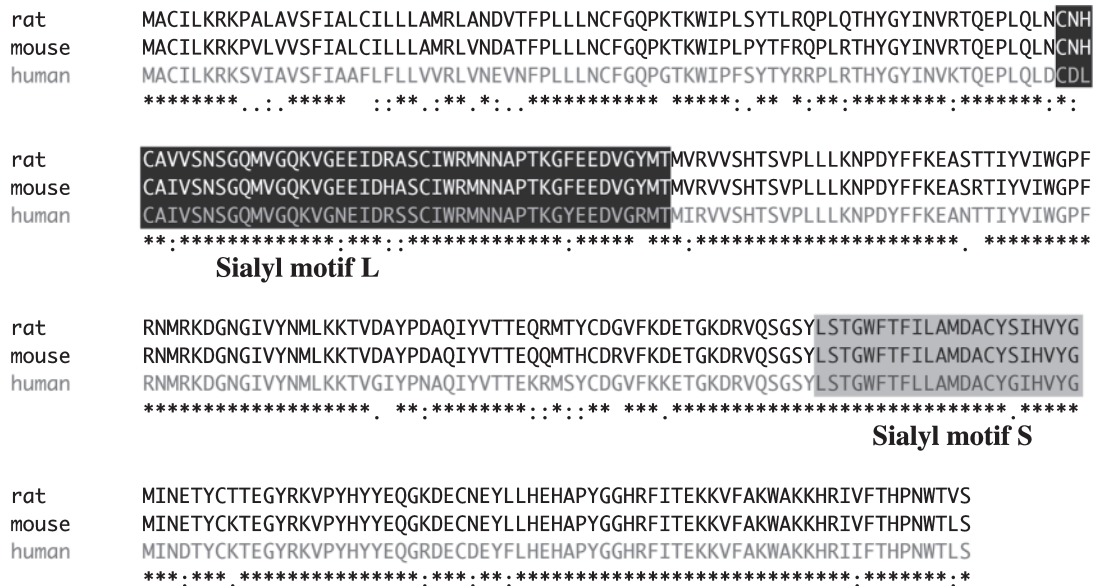 rat MACILKRKPALAVSFIALCILLLAMRLANDVTFPLLLNCFGQPKTKWIPLSYTLRQPLQTHYGYINVRTQEPLQLNCNH
mouse MACILKRKPVLVVSFIALCILLLAMRLVNDATFPLLLNCFGQPKTKWIPLPYTFRQPLRTHYGYINVRTQEPLQLNCNH
human MACILKRKSVIAVSFIAAFLFLLVVRLVNEVNFPLLLNCFGQPGTKWIPFSYTYRRPLRTHYGYINVKTQEPLQLDCDL
********..:.***** ::**.:**.*:..*********** *****:.** *:**:********:*******:*:
rat CAVVSNSGQMVGQKVGEEIDRASCIWRMNNAPTKGFEEDVGYMTMVRVVSHTSVPLLLKNPDYFFKEASTTIYVIWGPF
mouse CAIVSNSGQMVGQKVGEEIDHASCIWRMNNAPTKGFEEDVGYMTMVRVVSHTSVPLLLKNPDYFFKEASRTIYVIWGPF
human CAIVSNSGQMVGQKVGNEIDRSSCIWRMNNAPTKGYEEDVGRMTMIRVVSHTSVPLLLKNPDYFFKEANTTIYVIWGPF
**:*************:***::*************:***** ***:**********************. *********
Sialyl motif L
rat RNMRKDGNGIVYNMLKKTVDAYPDAQIYVTTEQRMTYCDGVFKDETGKDRVQSGSYLSTGWFTFILAMDACYSIHVYG
mouse RNMRKDGNGIVYNMLKKTVDAYPDAQIYVTTEQQMTHCDRVFKDETGKDRVQSGSYLSTGWFTFILAMDACYSIHVYG
human RNMRKDGNGIVYNMLKKTVGIYPNAQIYVTTEKRMSYCDGVFKKETGKDRVQSGSYLSTGWFTFLLAMDACYGIHVYG
*******************. **:********::*::** ***.****************************.*****
Sialyl motif S
rat MINETYCTTEGYRKVPYHYYEQGKDECNEYLLHEHAPYGGHRFITEKKVFAKWAKKHRIVFTHPNWTVS
mouse MINETYCKTEGYRKVPYHYYEQGKDECNEYLLHEHAPYGGHRFITEKKVFAKWAKKHRIVFTHPNWTLS
human MINDTYCKTEGYRKVPYHYYEQGRDECDEYFLHEHAPYGGHRFITEKKVFAKWAKKHRIIFTHPNWTLS
***:***.***************:***:**:****************************:*******:*